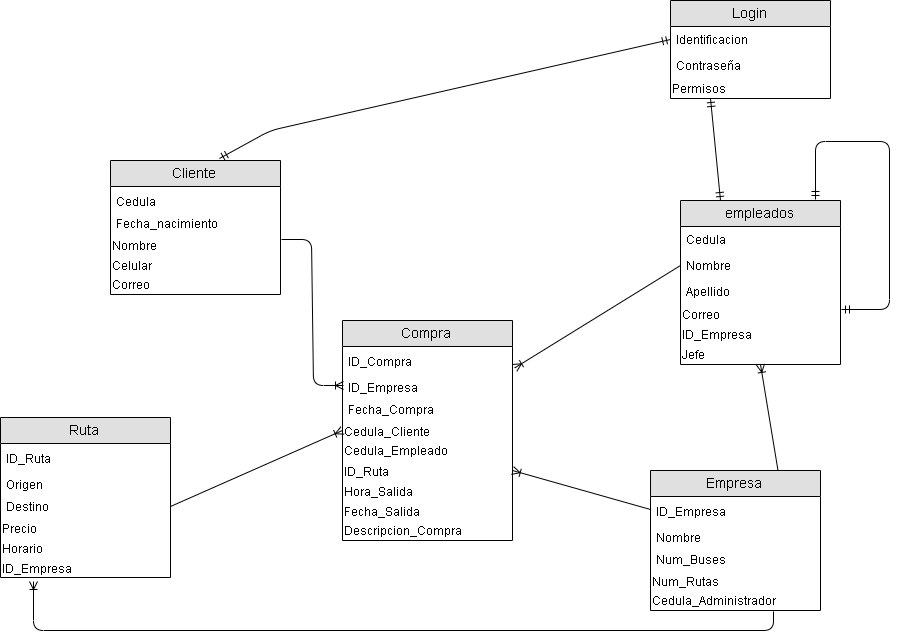 Login
Identificacion
Contraseña
Permisos
Cliente
Cedula
Fecha_nacimiento
Nombre
Celular
Correo
empleados
Cedula
Nombre
Apellido
Correo
ID_Empresa
Jefe
Compra
ID_Compra
ID_Empresa
Fecha_Compra
Cedula_Cliente
Cedula_Empleado
ID_Ruta
Hora_Salida
Fecha_Salida
Descripcion_Compra
Ruta
ID_Ruta
Origen
Destino
Precio
Horario
ID_Empresa
Empresa
ID_Empresa
Nombre
Num_Buses
Num_Rutas
Cedula_Administrador